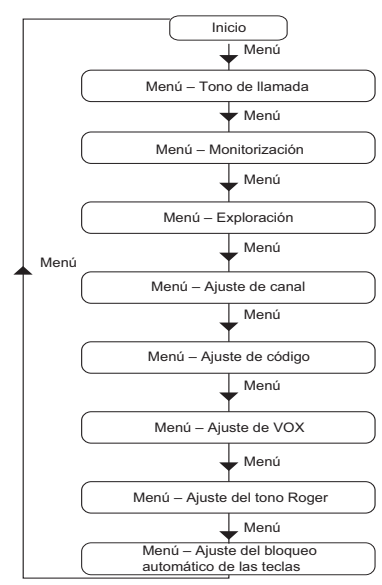 Inicio
Menú
Menú – Tono de llamada
Menú
Menú – Monitorización
Menú
Menú – Exploración
Menú
Menú
Menú – Ajuste de canal
Menú
Menú – Ajuste de código
Menú
Menú – Ajuste de VOX
Menú
Menú – Ajuste del tono Roger
Menú
Menú – Ajuste del bloqueo
automático de las teclas